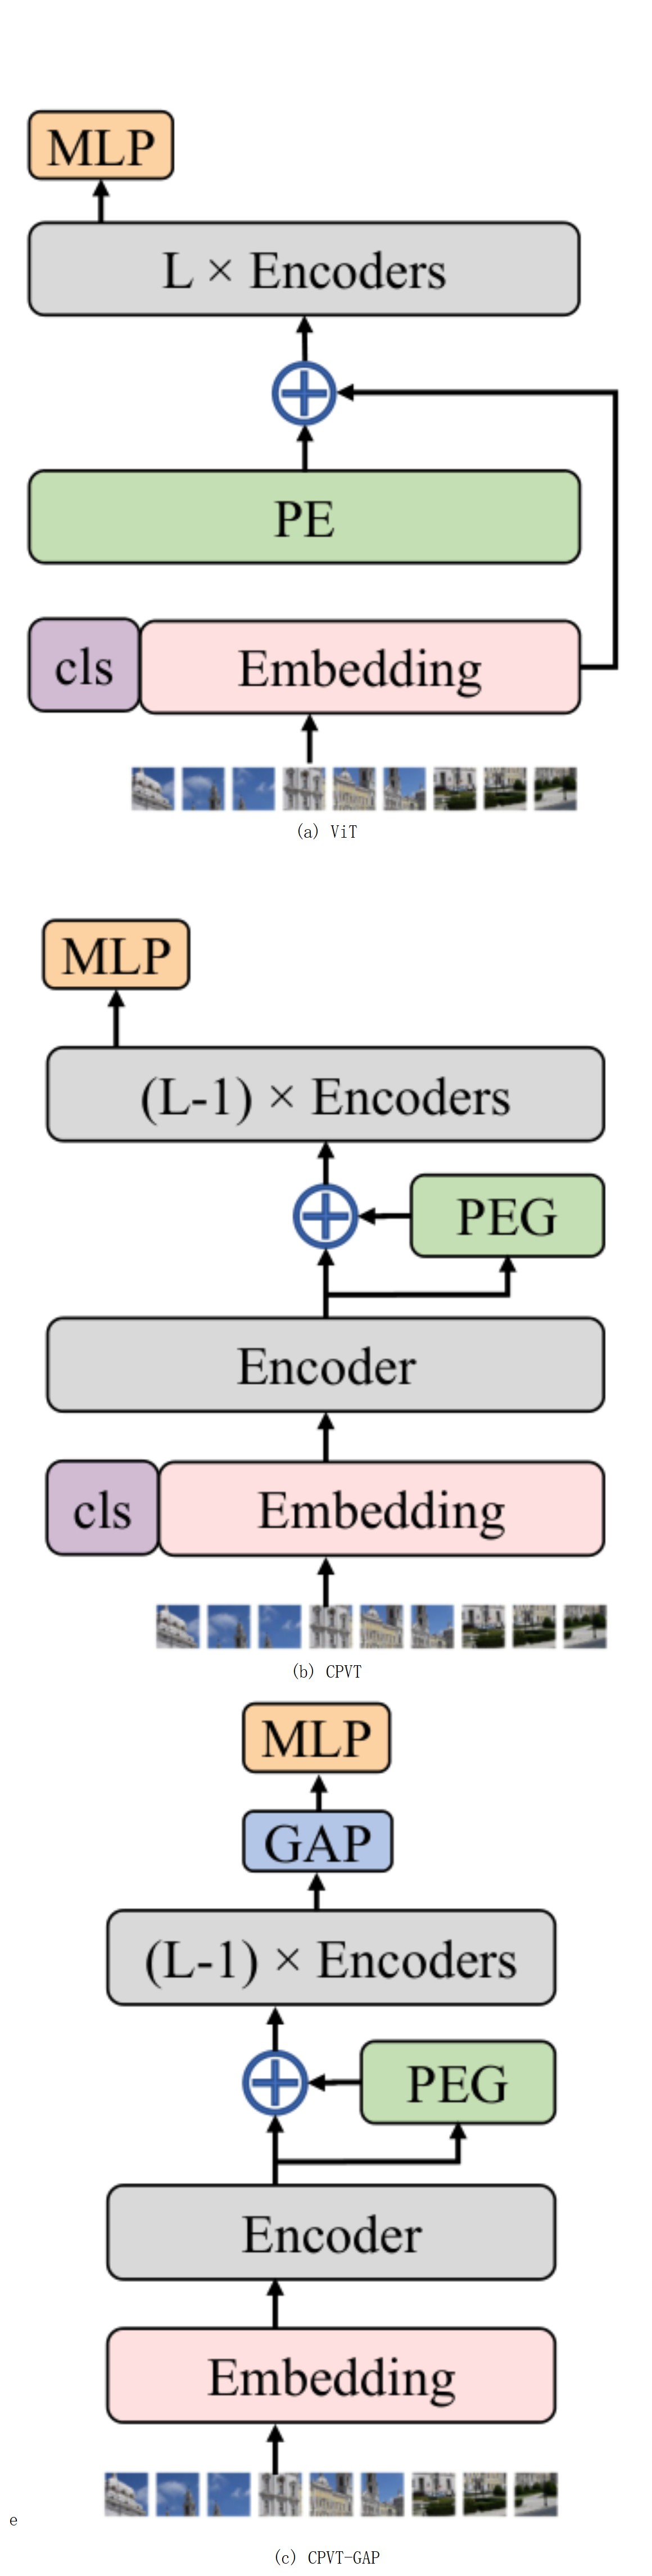 MLP
L × Encoders
PE
cls Embedding
(a) ViT
MLP
(L-1) × Encoders
PEG
Encoder
cls Embedding
(b) CPVT
MLP
GAP
(L-1) × Encoders
PEG
Encoder
Embedding
e
(c) CPVT-GAP